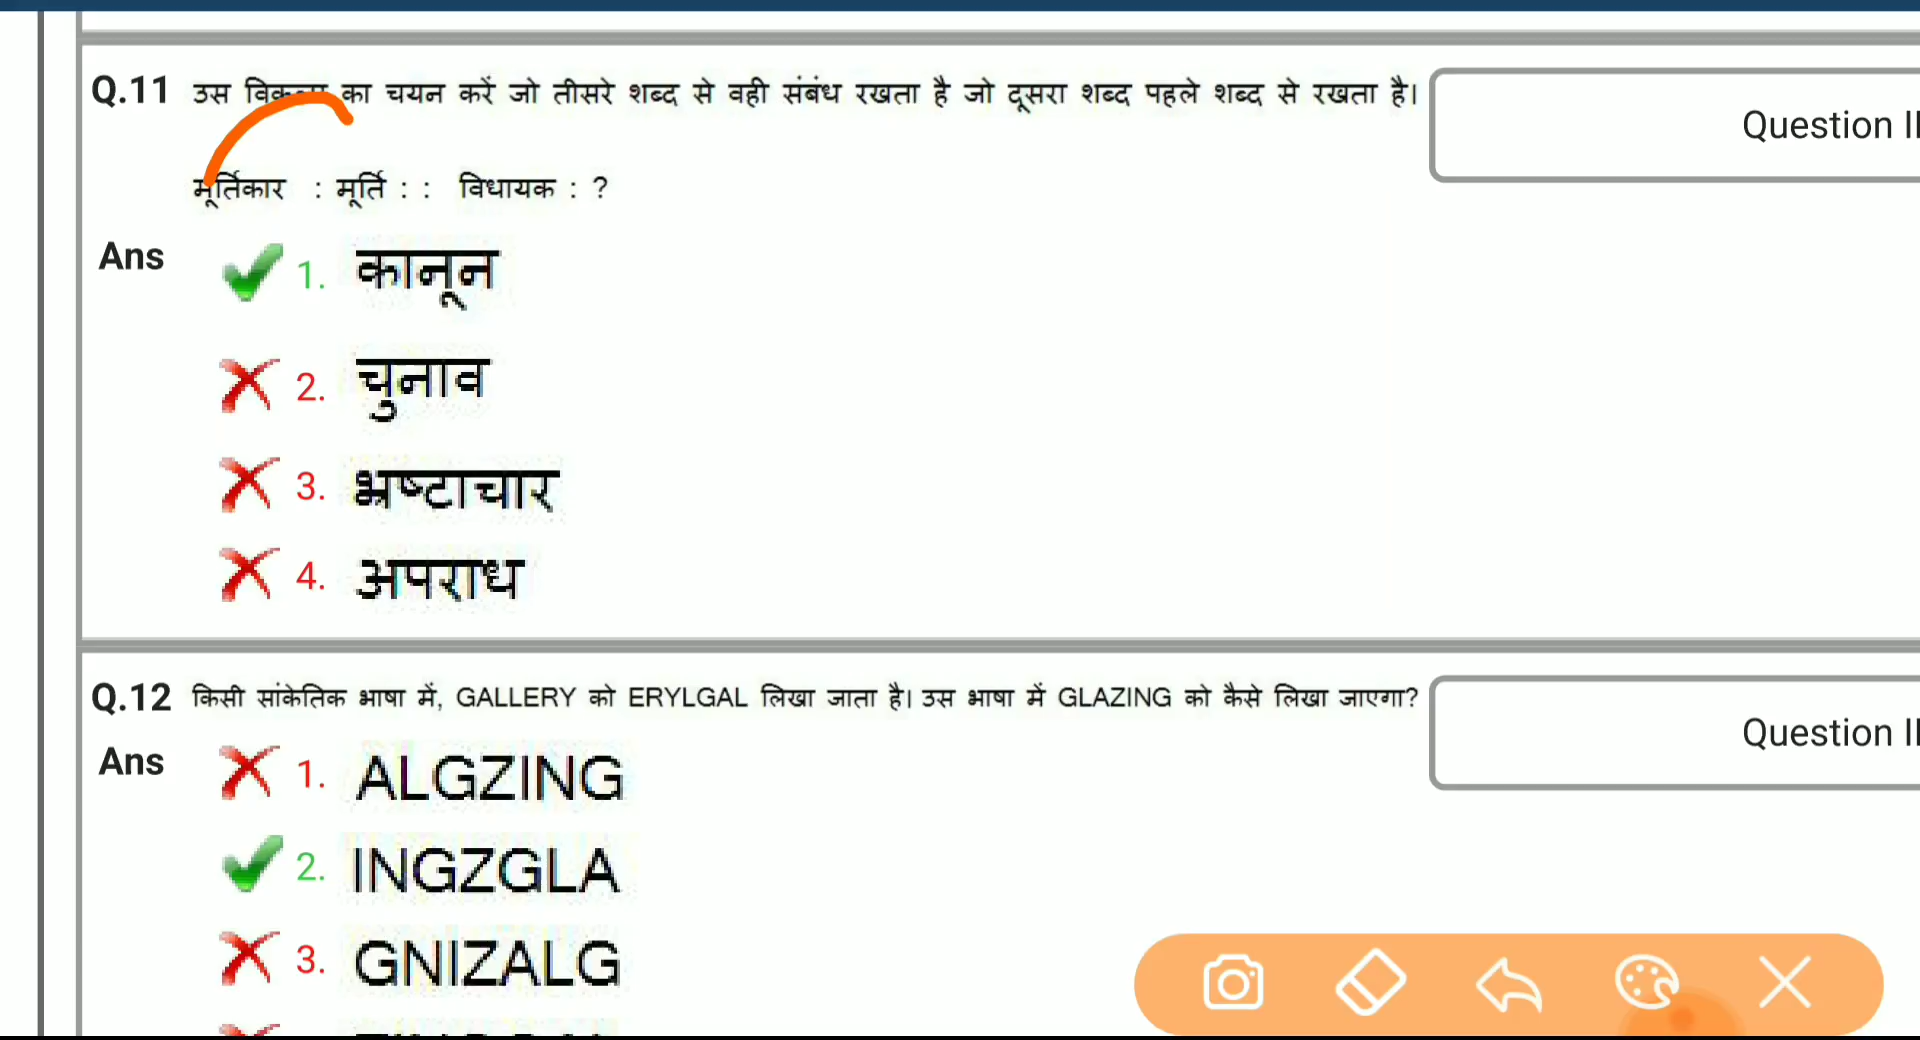 Q.11 उस का चयन करें जो तीसरे शब्द से वही संबंध रखता है जो दूसरा शब्द पहले शब्द से रखता है।
Question
मूर्तिकार : मूर्ति : : विधायक : ?
Ans
1. कानून
2. चुनाव
3. भ्रष्टाचार
4. अपराध
Q.12 किसी सांकेतिक भाषा में, GALLERY को ERYLGAL लिखा जाता है। उस भाषा में GLAZING को कैसे लिखा जाएगा?
Question
Ans 1. ALGZING
2. INGZGLA
3. GNIZALG